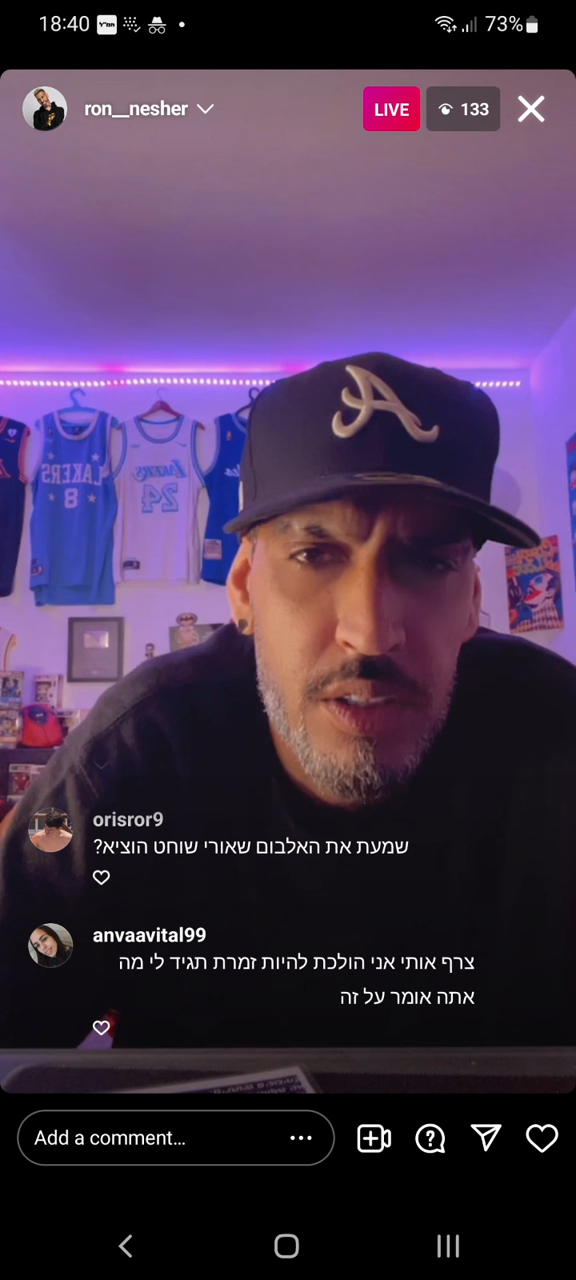 18:40
73%
ron__nesher
LIVE
133
A
LAKERS
8
Lakers
24
orisror9
שמעת את האלבום שאורי שוחט הוציא?
anvaavital99
צרף אותי אני הולכת להיות זמרת תגיד לי מה
אתה אומר על זה
Add a comment...